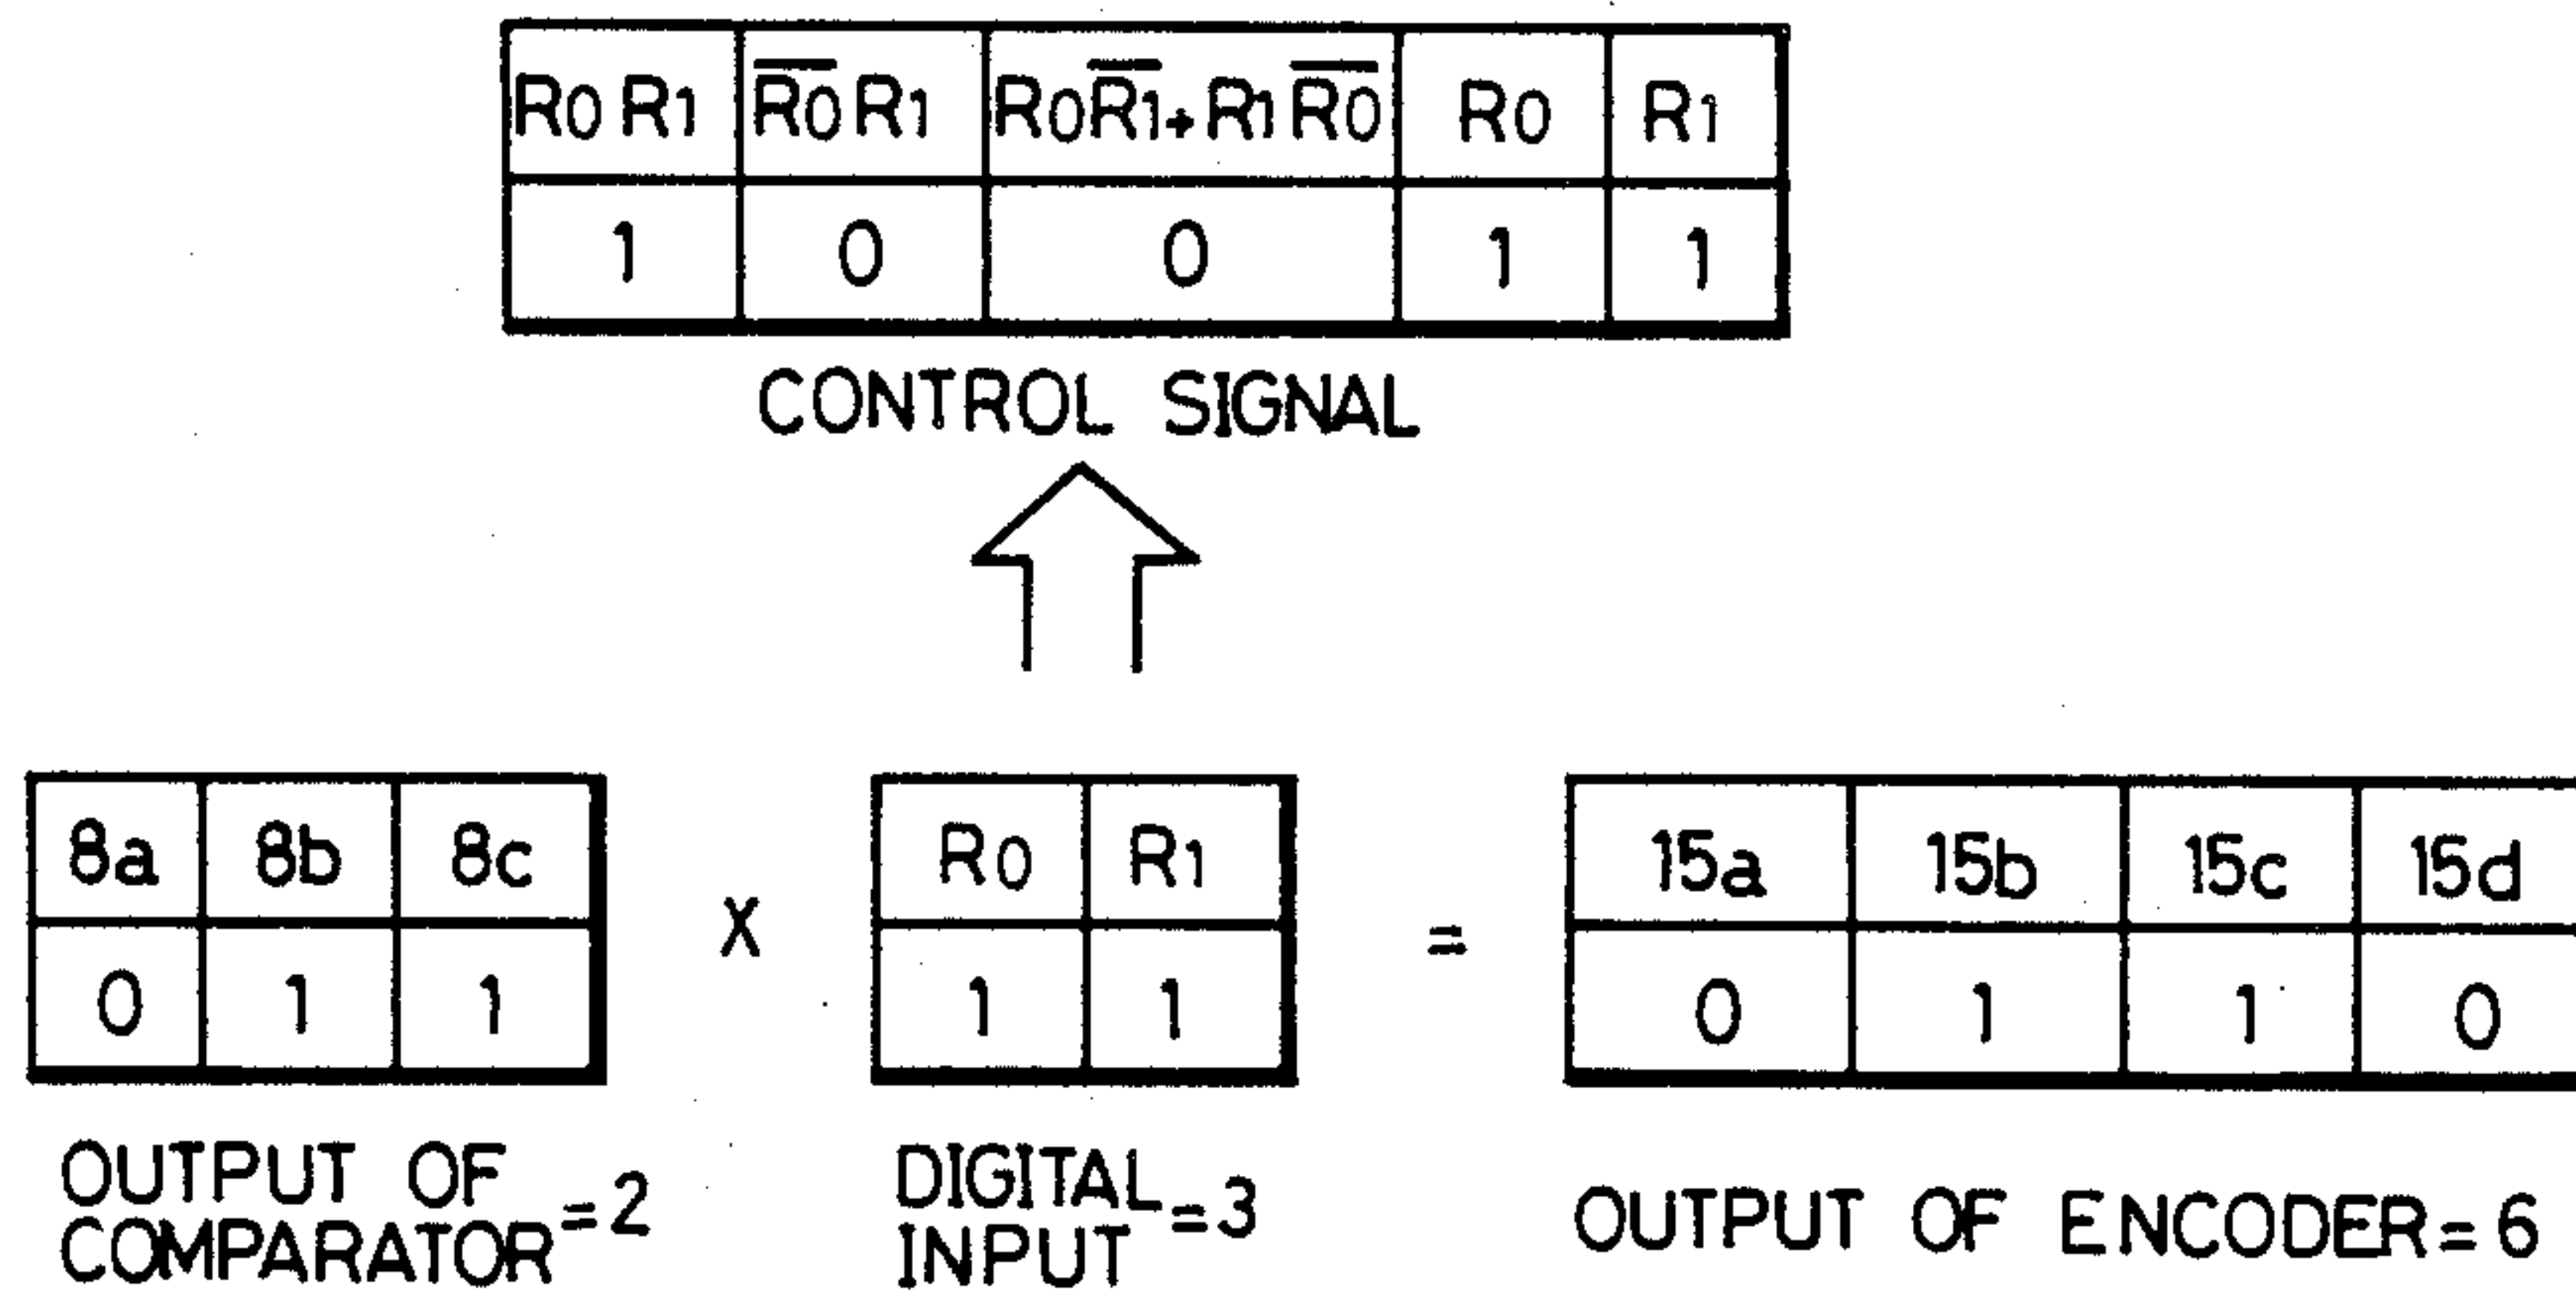 R0 R1 | R̅0̅ R1 | R0R̅1̅+R1 R̅0̅ | R0 | R1
1 | 0 | 0 | 1 | 1
CONTROL SIGNAL
8a | 8b | 8c
0 | 1 | 1
X
R0 | R1
1 | 1
=
15a | 15b | 15c | 15d
0 | 1 | 1 | 0
OUTPUT OF
COMPARATOR =2
DIGITAL
INPUT =3
OUTPUT OF ENCODER=6